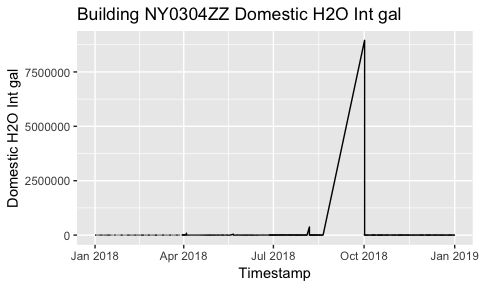 Building NY0304ZZ Domestic H2O Int gal
Domestic H2O Int gal
7500000
5000000
2500000
0
Jan 2018 Apr 2018 Jul 2018 Oct 2018 Jan 2019
Timestamp